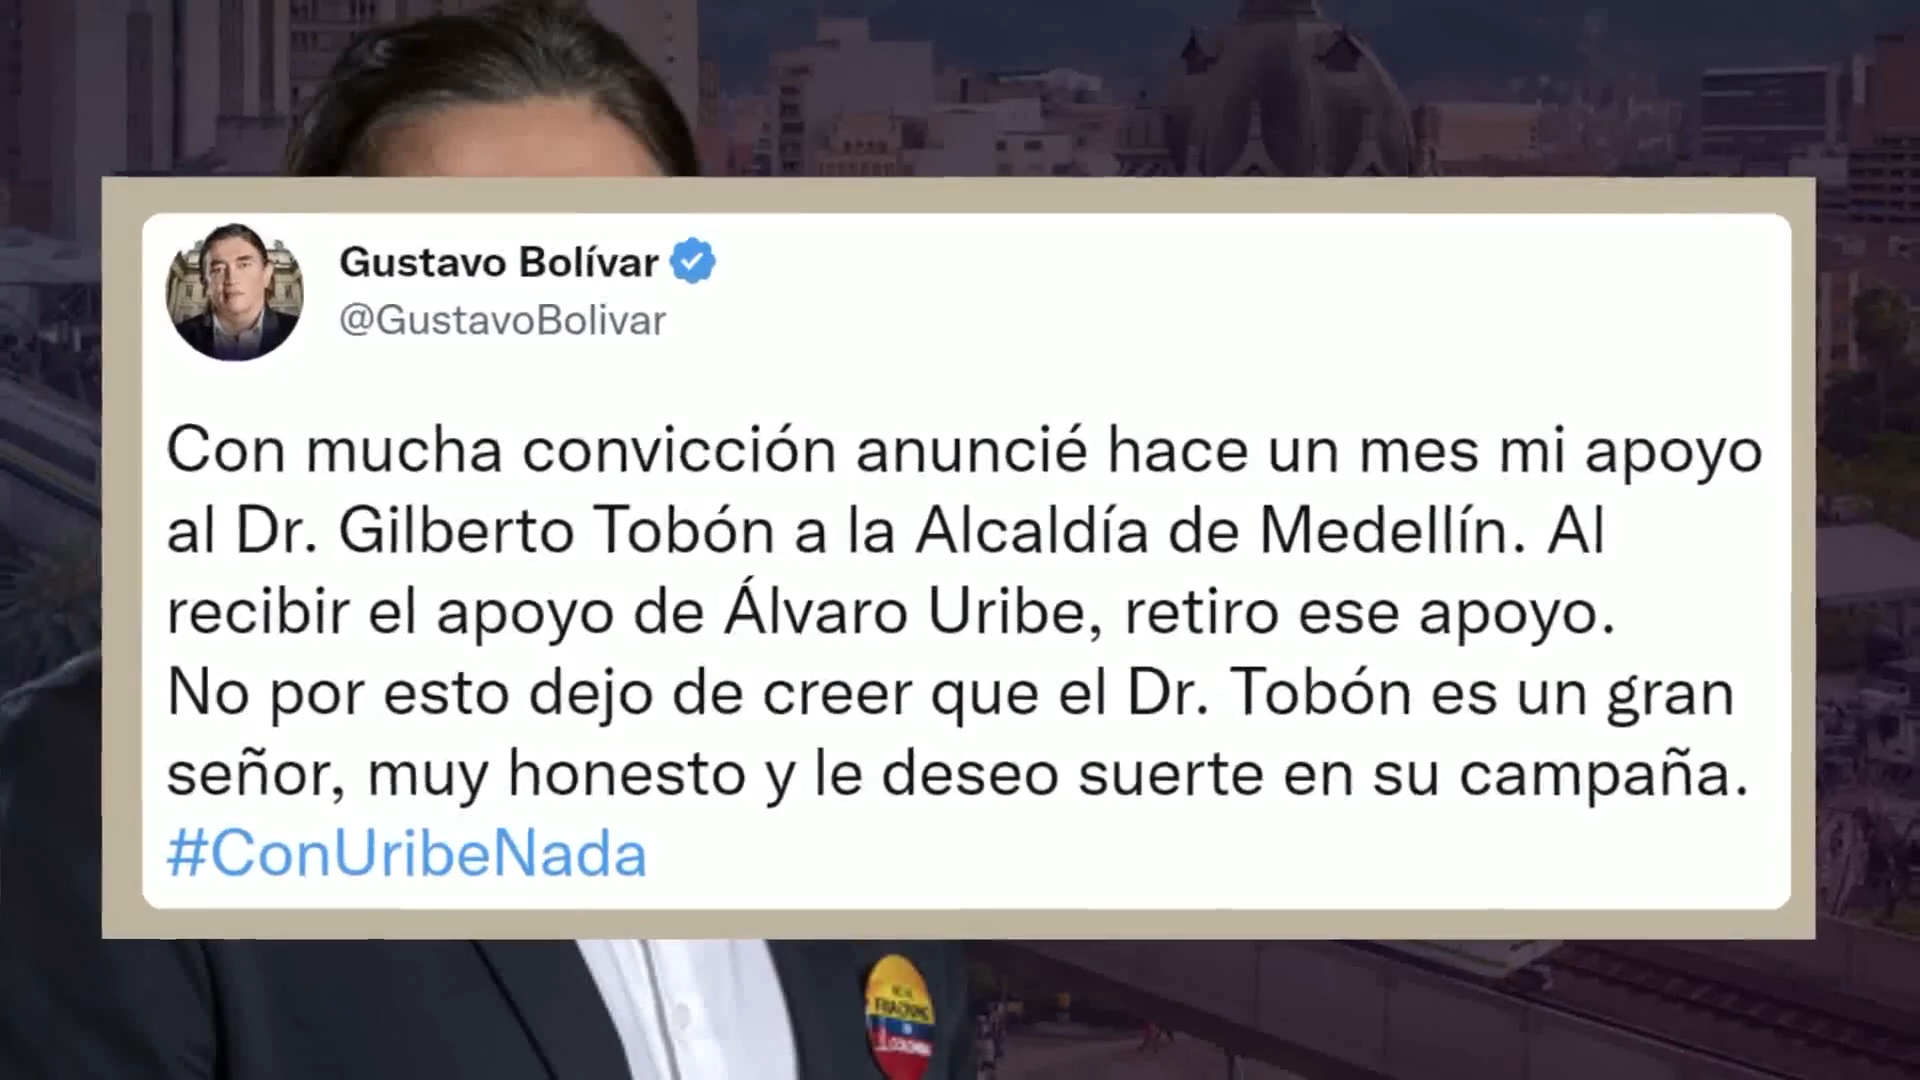 Gustavo Bolívar
@GustavoBolivar
Con mucha convicción anuncié hace un mes mi apoyo
al Dr. Gilberto Tobón a la Alcaldía de Medellín. Al
recibir el apoyo de Álvaro Uribe, retiro ese apoyo.
No por esto dejo de creer que el Dr. Tobón es un gran
señor, muy honesto y le deseo suerte en su campaña.
#ConUribeNada
FRACKING
COLOMBIA